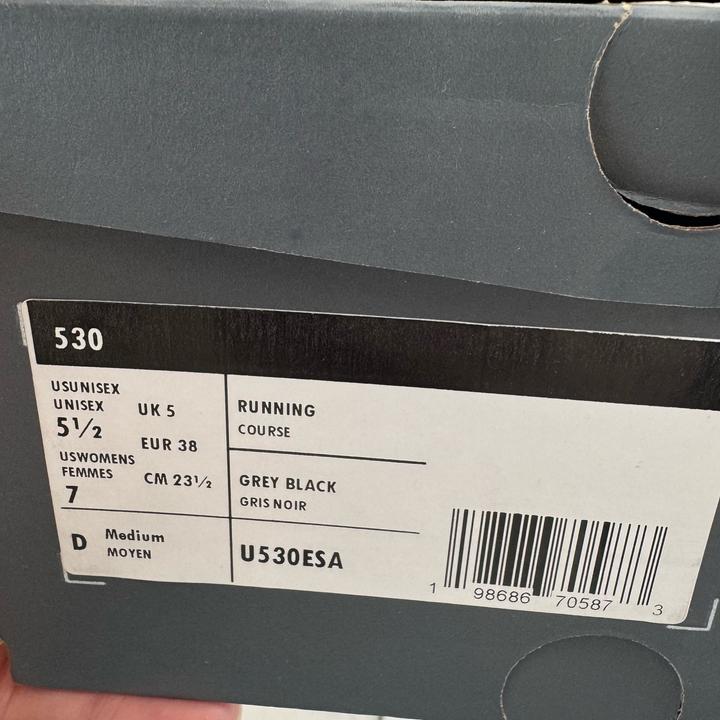 530
USUNISEX
UNISEX
5½
UK 5
EUR 38
USWOMENS
FEMMES
7
CM 23½
D
Medium
MOYEN
RUNNING
COURSE
GREY BLACK
GRIS NOIR
U530ESA
1 98686 70587 3